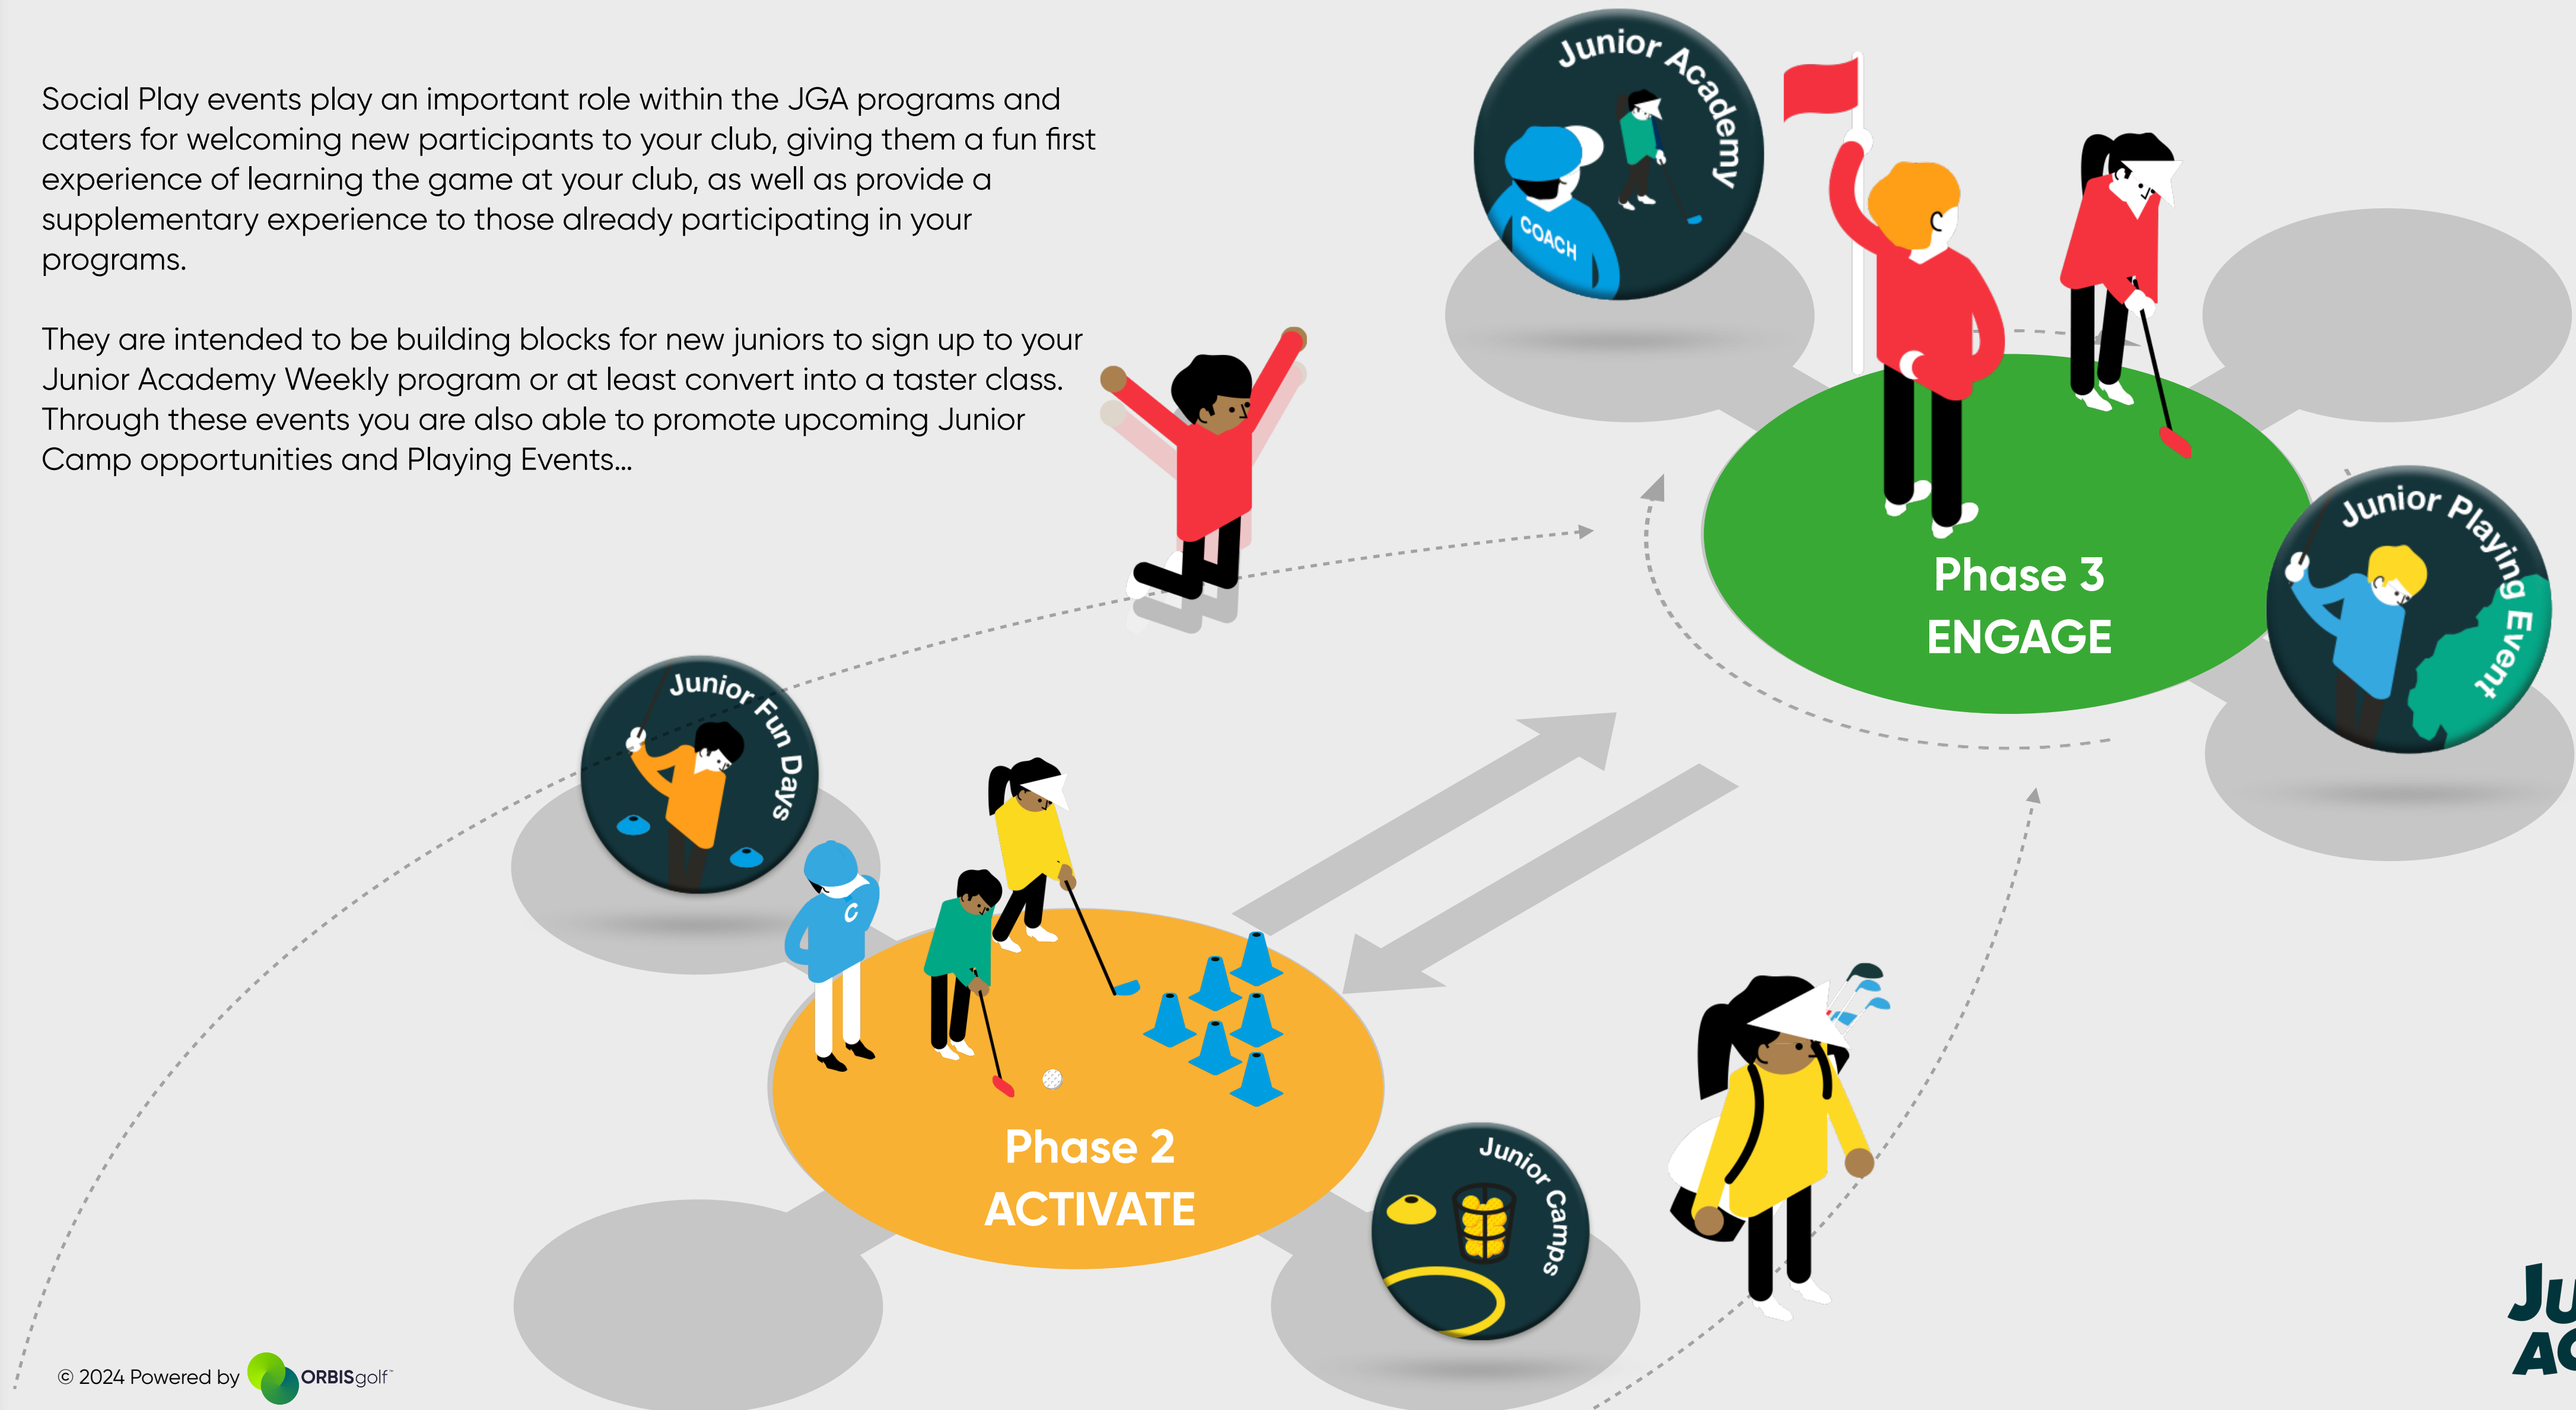 Social Play events play an important role within the JGA programs and
caters for welcoming new participants to your club, giving them a fun first
experience of learning the game at your club, as well as provide a
supplementary experience to those already participating in your
programs.
They are intended to be building blocks for new juniors to sign up to your
Junior Academy Weekly program or at least convert into a taster class.
Through these events you are also able to promote upcoming Junior
Camp opportunities and Playing Events...
Junior Academy
COACH
Phase 3
ENGAGE
Junior Playing Event
Junior Fun Days
C
Phase 2
ACTIVATE
Junior Camps
© 2024 Powered by ORBISgolf™